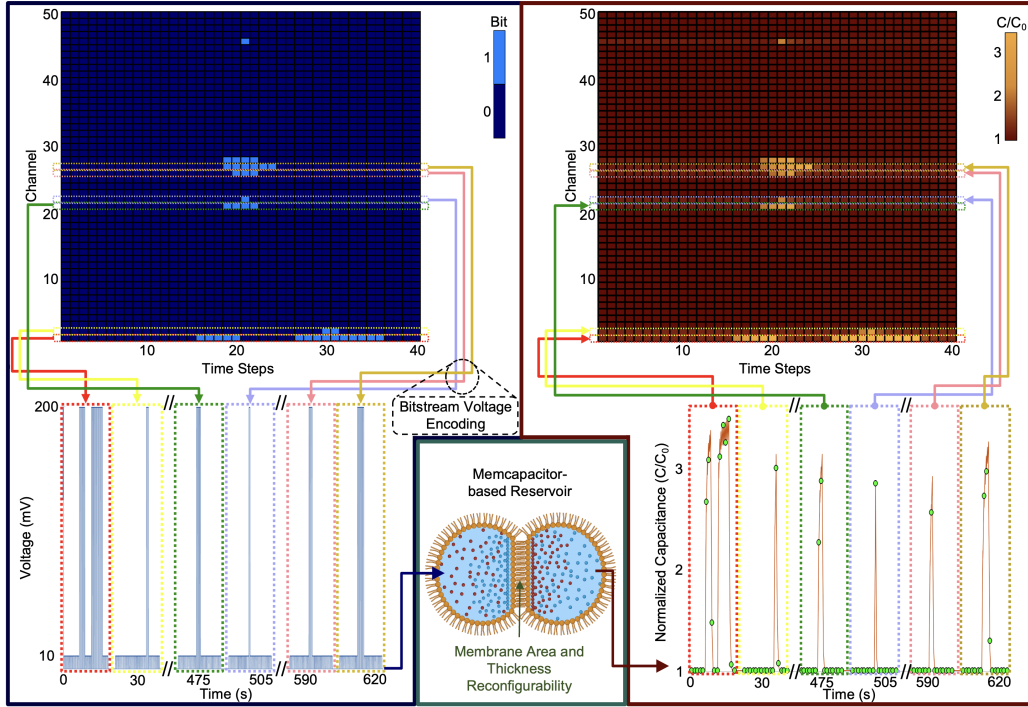 50
40
30
20
10
Channel
10
20
30
40
Time Steps
Bit
1
0
50
40
30
20
10
Channel
10
20
30
40
Time Steps
C/C₀
3
2
1
Bitstream Voltage
Encoding
200
10
Voltage (mV)
0
30
//
475
505
//
590
620
Time (s)
//
//
Memcapacitor-
based Reservoir
Membrane Area and
Thickness
Reconfigurability
Normalized Capacitance (C/C₀)
3
2
1
//
//
0
30
//
475
505
//
590
620
Time (s)